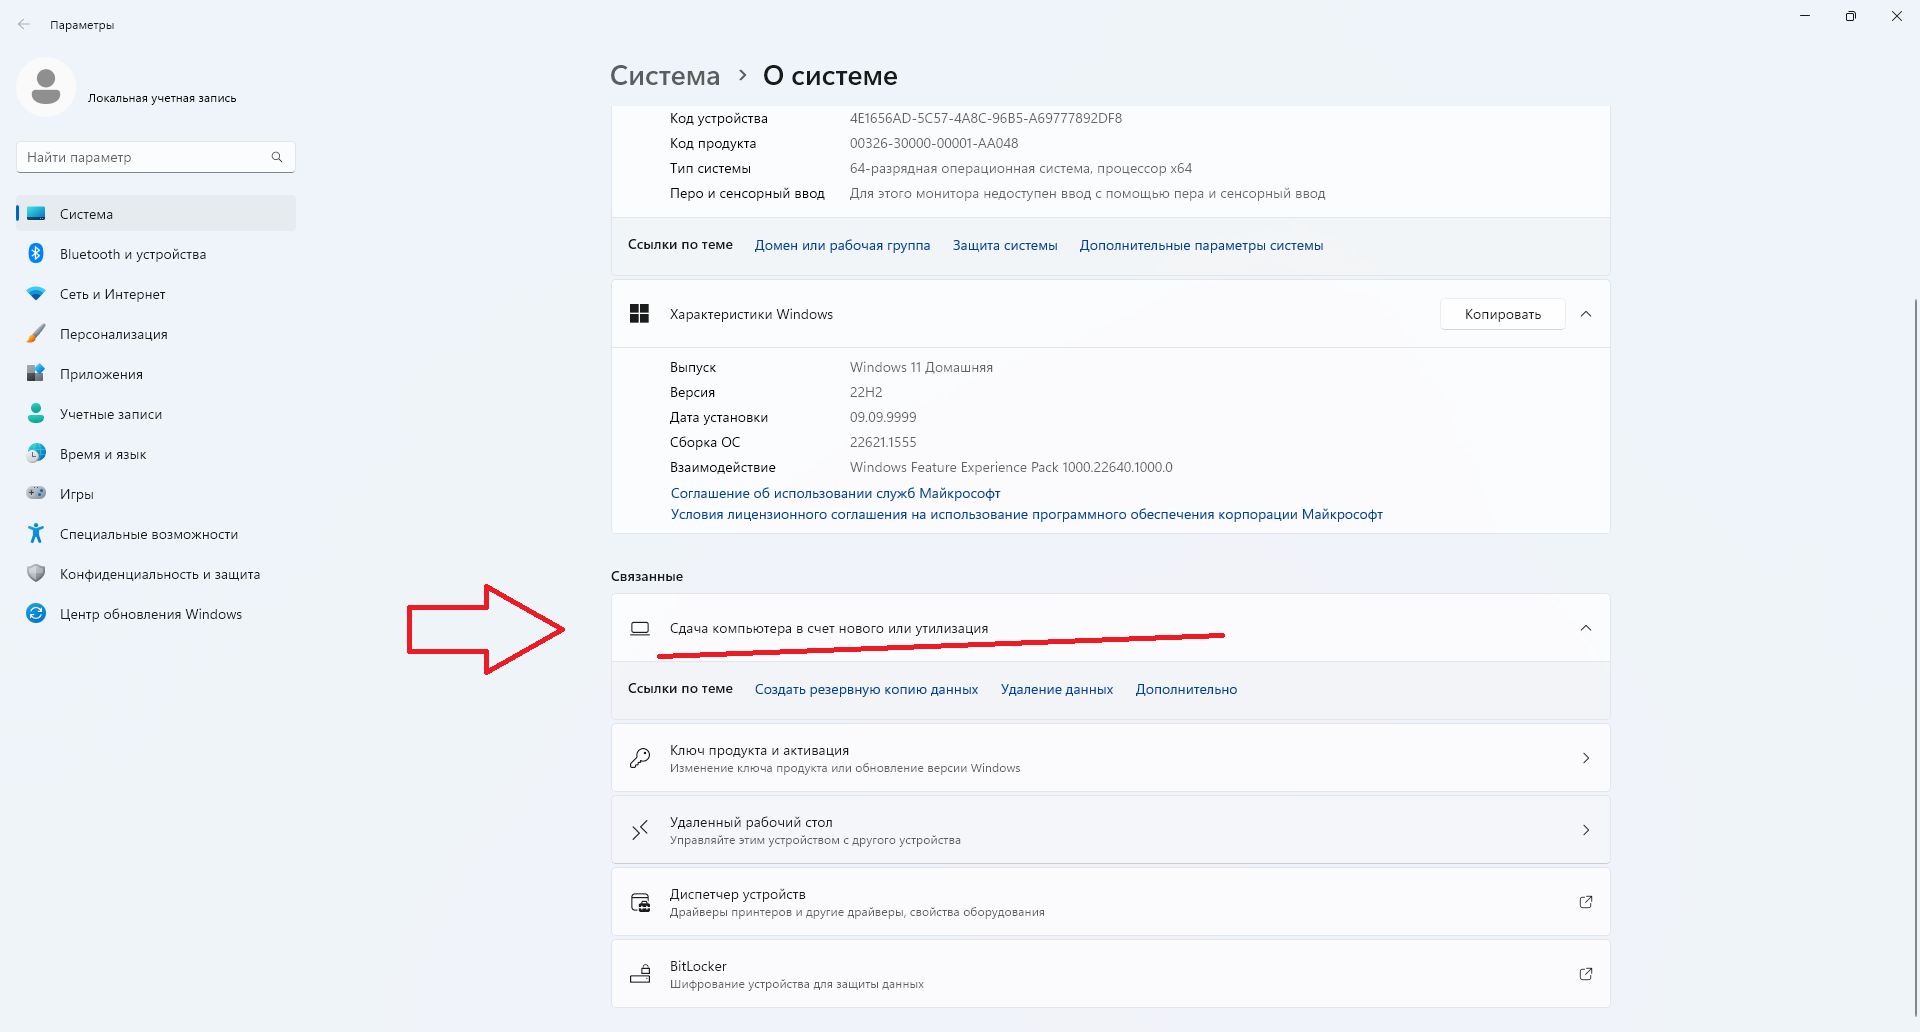 Параметры
Локальная учетная запись
Найти параметр
Система
Bluetooth и устройства
Сеть и Интернет
Персонализация
Приложения
Учетные записи
Время и язык
Игры
Специальные возможности
Конфиденциальность и защита
Центр обновления Windows
Система > О системе
Код устройства 4E1656AD-5C57-4A8C-96B5-A69777892DF8
Код продукта 00326-30000-00001-AA048
Тип системы 64-разрядная операционная система, процессор x64
Перо и сенсорный ввод Для этого монитора недоступен ввод с помощью пера и сенсорный ввод
Ссылки по теме Домен или рабочая группа Защита системы Дополнительные параметры системы
Характеристики Windows Копировать
Выпуск Windows 11 Домашняя
Версия 22H2
Дата установки 09.09.9999
Сборка ОС 22621.1555
Взаимодействие Windows Feature Experience Pack 1000.22640.1000.0
Соглашение об использовании служб Майкрософт
Условия лицензионного соглашения на использование программного обеспечения корпорации Майкрософт
Связанные
Сдача компьютера в счет нового или утилизация
Ссылки по теме Создать резервную копию данных Удаление данных Дополнительно
Ключ продукта и активация
Изменение ключа продукта или обновление версии Windows
Удаленный рабочий стол
Управляйте этим устройством с другого устройства
Диспетчер устройств
Драйверы принтеров и другие драйверы, свойства оборудования
BitLocker
Шифрование устройства для защиты данных